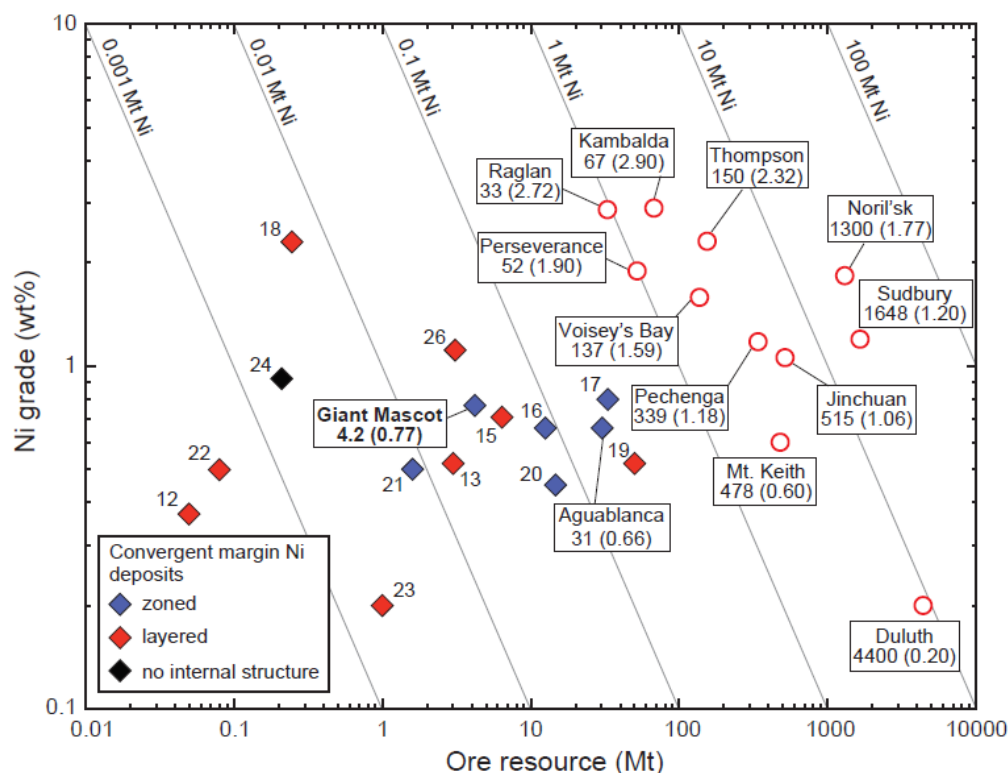 10
0.001 Mt Ni
0.01 Mt Ni
0.1 Mt Ni
1 Mt Ni
10 Mt Ni
100 Mt Ni
Kambalda
67 (2.90)
Raglan
33 (2.72)
Thompson
150 (2.32)
Noril'sk
1300 (1.77)
Perseverance
52 (1.90)
Sudbury
1648 (1.20)
18
Voisey's Bay
137 (1.59)
26
Ni grade (wt%)
1
24
17
Pechenga
339 (1.18)
Jinchuan
515 (1.06)
Giant Mascot
4.2 (0.77)
15
16
22
21
13
20
19
Mt. Keith
478 (0.60)
12
Aguablanca
31 (0.66)
Convergent margin Ni
deposits
zoned
layered
no internal structure
23
Duluth
4400 (0.20)
0.1
0.01
0.1
1
10
100
1000
10000
Ore resource (Mt)